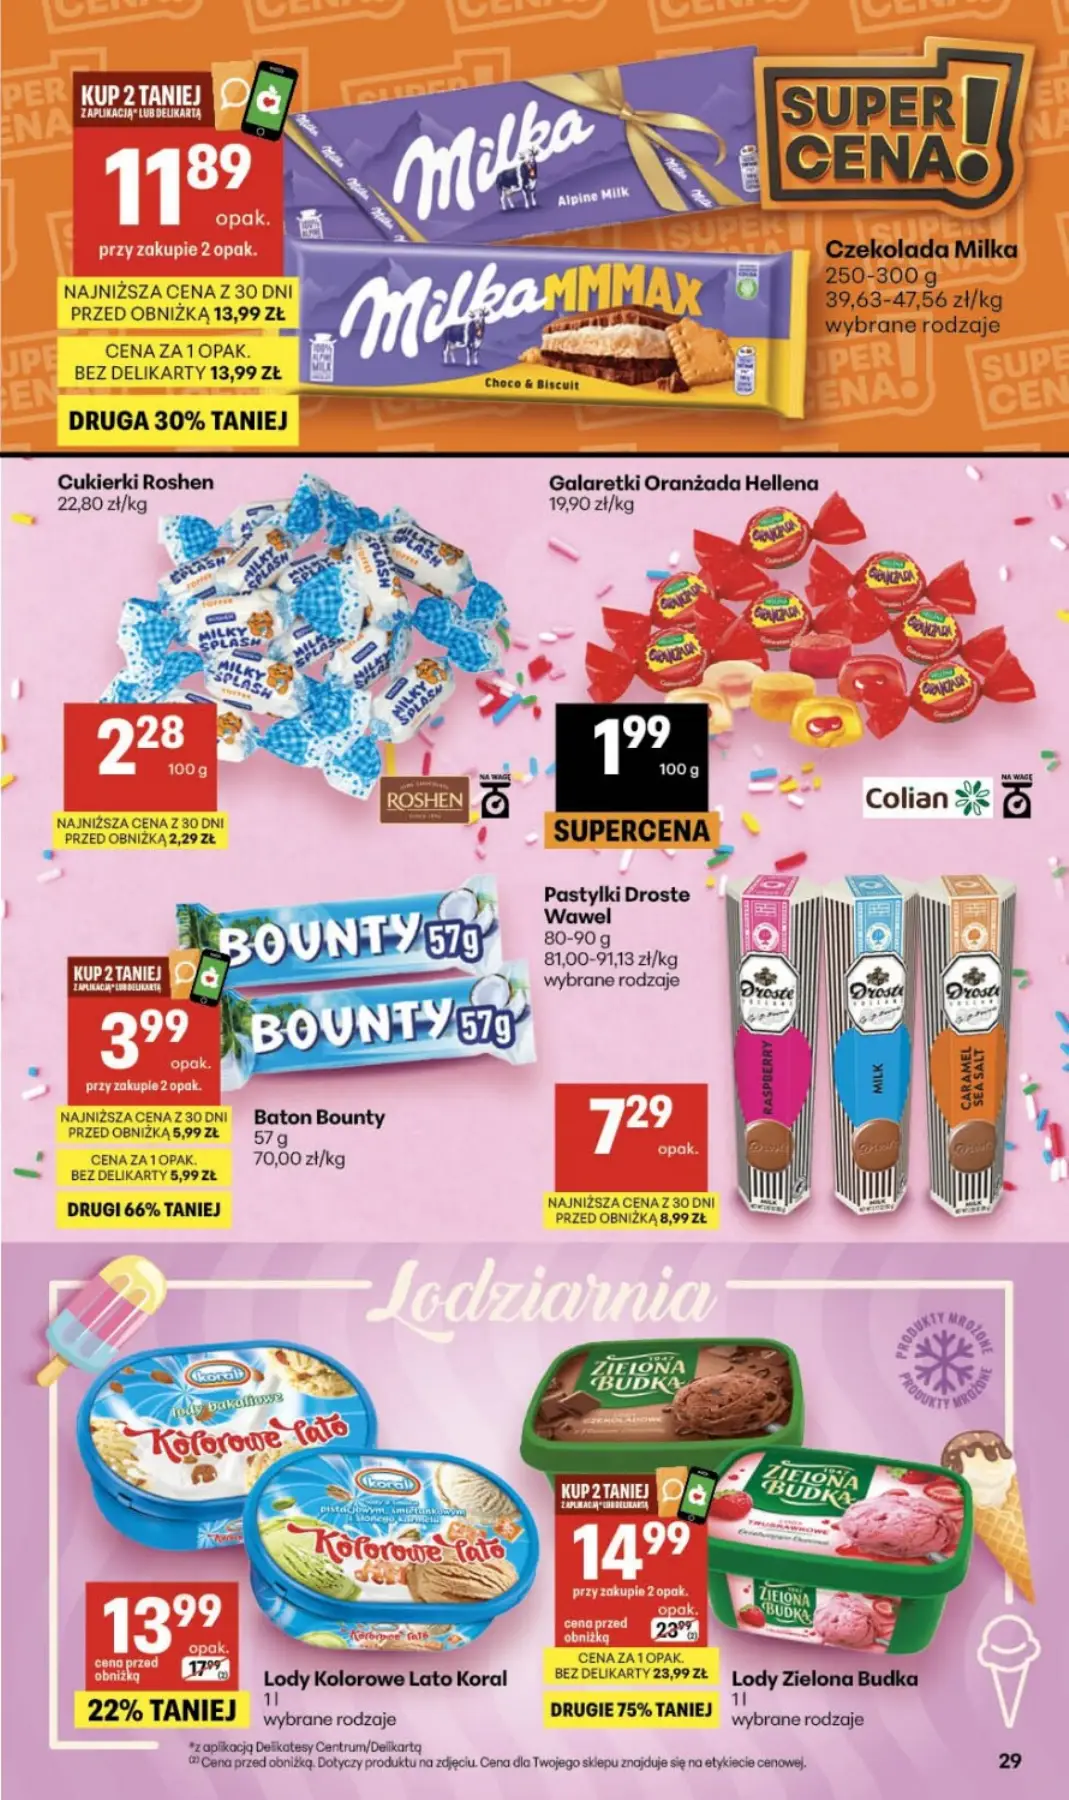 KUP 2 TANIEJ
Z APLIKACJĄ* LUB DELIKARTĄ
11 89
opak.
przy zakupie 2 opak.
NAJNIŻSZA CENA Z 30 DNI
PRZED OBNIŻKĄ 13,99 ZŁ
CENA ZA 1 OPAK.
BEZ DELIKARTY 13,99 ZŁ
DRUGA 30% TANIEJ
Milka
Alpine Milk
Milka MMMAX
Choco & Biscuit
SUPER
CENA!
Czekolada Milka
250-300 g
39,63-47,56 zł/kg
wybrane rodzaje
Cukierki Roshen
22,80 zł/kg
MILKY
SPLASH
TOFFEE
2 28
100 g
NAJNIŻSZA CENA Z 30 DNI
PRZED OBNIŻKĄ 2,29 ZŁ
ROSHEN
NA WAGĘ
Galaretki Oranżada Hellena
19,90 zł/kg
1 99
100 g
SUPERCENA
Colian
NA WAGĘ
KUP 2 TANIEJ
Z APLIKACJĄ* LUB DELIKARTĄ
3 99
opak.
przy zakupie 2 opak.
NAJNIŻSZA CENA Z 30 DNI
PRZED OBNIŻKĄ 5,99 ZŁ
CENA ZA 1 OPAK.
BEZ DELIKARTY 5,99 ZŁ
DRUGI 66% TANIEJ
BOUNTY 57g
BOUNTY 57g
Baton Bounty
57 g
70,00 zł/kg
Pastylki Droste
Wawel
80-90 g
81,00-91,13 zł/kg
wybrane rodzaje
7 29
opak.
NAJNIŻSZA CENA Z 30 DNI
PRZED OBNIŻKĄ 8,99 ZŁ
Droste
RASPBERRY
Droste
MILK
Droste
CARAMEL
SEA SALT
Lodziarnia
PRODUKTY MROŻONE
PRODUKTY MROŻONE
Koral
lody bakaliowe
Kolorowe Lato
Koral
Kolorowe Lato
13 99
opak.
cena przed
obniżką
17 99 (2)
22% TANIEJ
Lody Kolorowe Lato Koral
1 l
wybrane rodzaje
1947
ZIELONA
BUDKA
CZEKOLADOWE
1947
ZIELONA
BUDKA
TRUSKAWKOWE
ZIELONA
BUDKA
KUP 2 TANIEJ
Z APLIKACJĄ* LUB DELIKARTĄ
14 99
przy zakupie 2 opak.
opak.
cena przed
obniżką
23 99 (2)
CENA ZA 1 OPAK.
BEZ DELIKARTY 23,99 ZŁ
DRUGIE 75% TANIEJ
Lody Zielona Budka
1 l
wybrane rodzaje
*z aplikacją Delikatesy Centrum/Delikartą
(2) Cena przed obniżką. Dotyczy produktu na zdjęciu. Cena dla Twojego sklepu znajduje się na etykiecie cenowej.
29